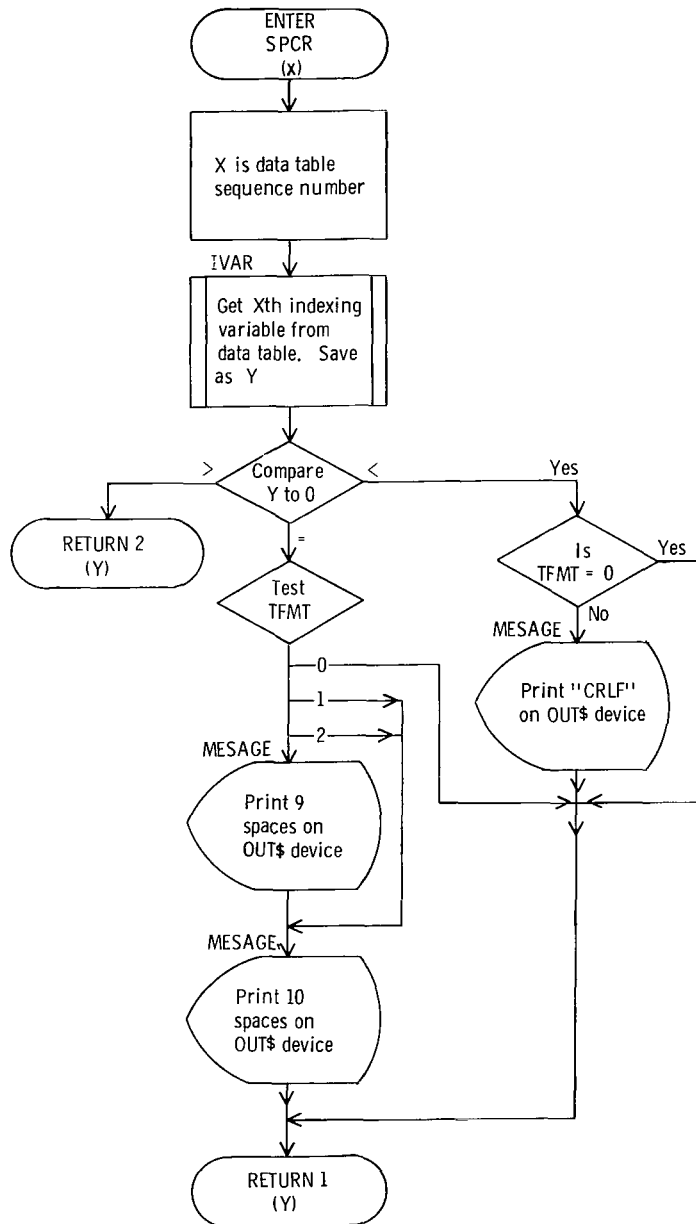 ENTER
SPCR
(x)
X is data table
sequence number
IVAR
Get Xth indexing
variable from
data table. Save
as Y
>
Compare
Y to 0
<
Yes
RETURN 2
(Y)
=
Is
TFMT = 0
Yes
No
Test
TFMT
0
1
2
MESAGE
Print "CRLF"
on OUT$ device
MESAGE
Print 9
spaces on
OUT$ device
MESAGE
Print 10
spaces on
OUT$ device
RETURN 1
(Y)